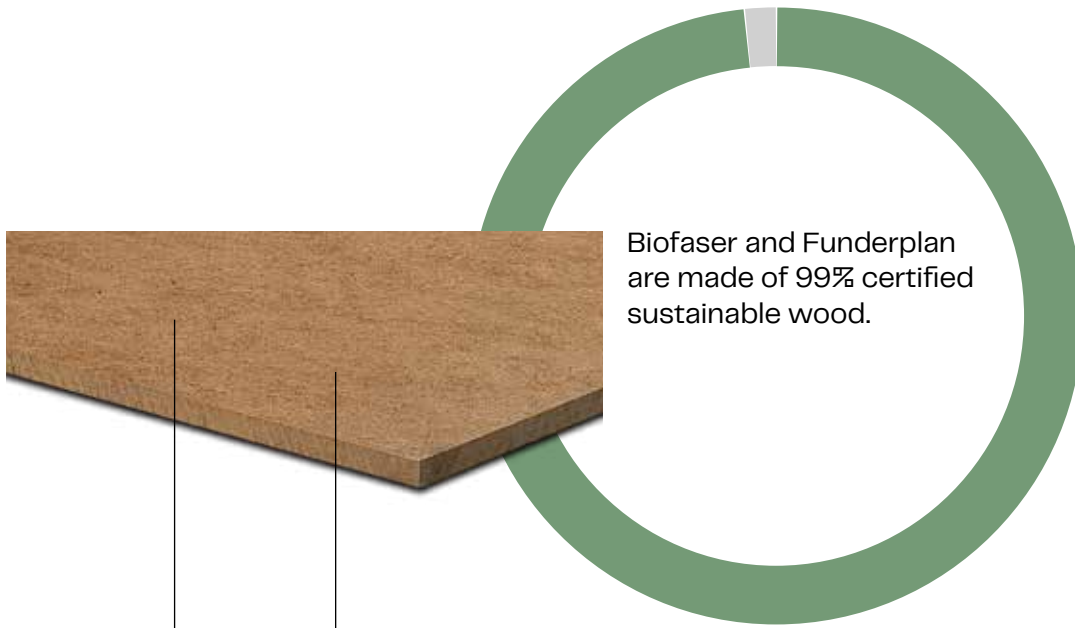 Biofaser and Funderplan
are made of 99% certified
sustainable wood.